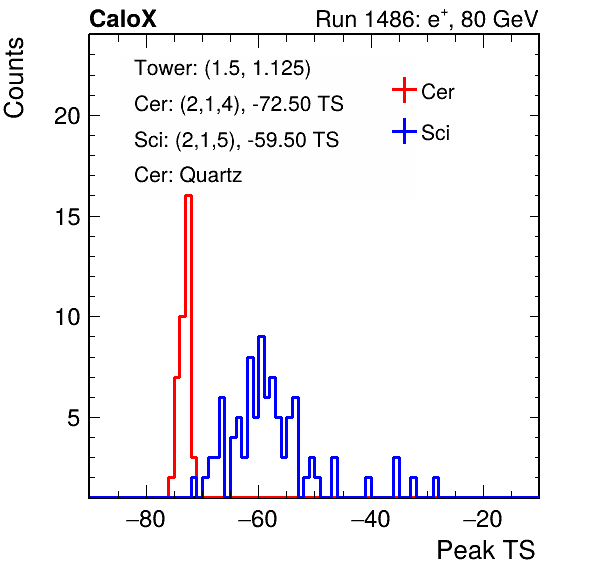 CaloX Run 1486: e⁺, 80 GeV
Counts
Tower: (1.5, 1.125)
Cer: (2,1,4), -72.50 TS
Sci: (2,1,5), -59.50 TS
Cer: Quartz
Cer
Sci
20
15
10
5
−80 −60 −40 −20
Peak TS